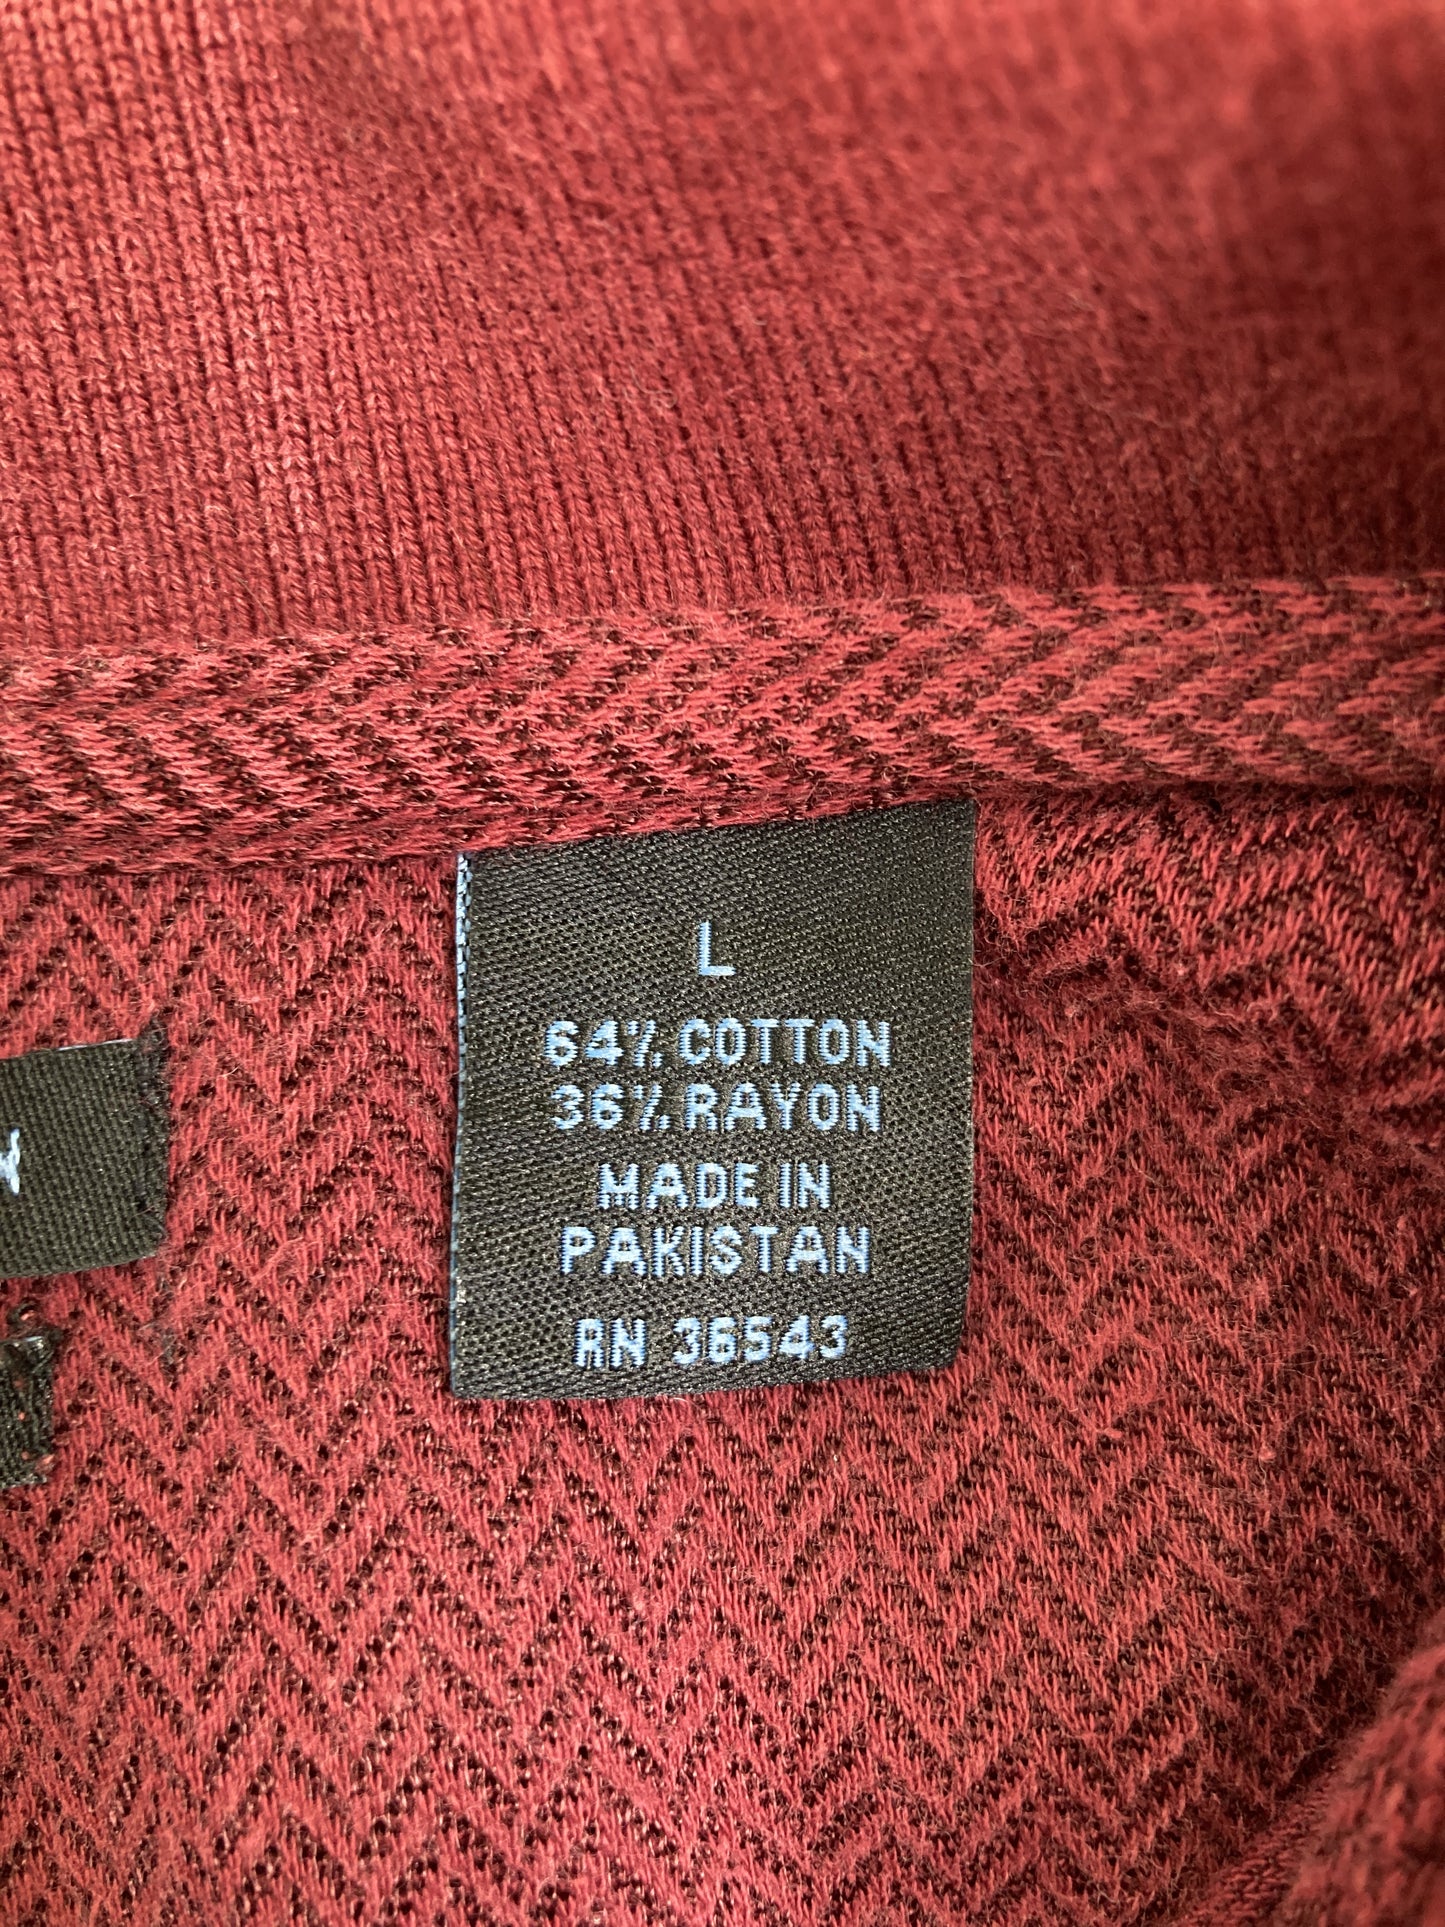 L
64% COTTON
36% RAYON
MADE IN
PAKISTAN
RN 36543